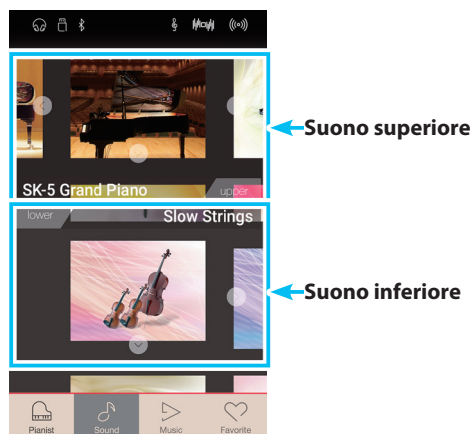 Suono superiore
SK-5 Grand Piano
upper
lower
Slow Strings
Suono inferiore
Pianist
Sound
Music
Favorite